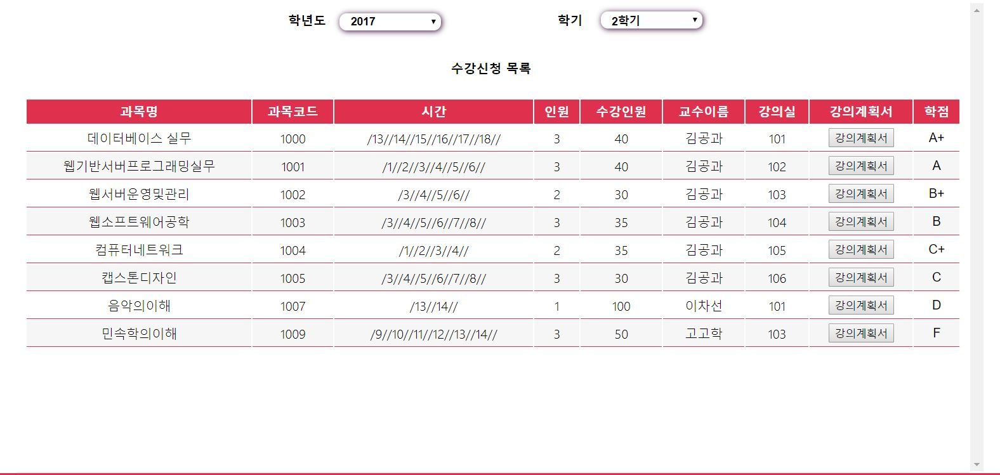 학년도 2017 학기 2학기
수강신청 목록
과목명 과목코드 시간 인원 수강인원 교수이름 강의실 강의계획서 학점
데이터베이스 실무 1000 /13//14//15//16//17//18// 3 40 김공과 101 강의계획서 A+
웹기반서버프로그래밍실무 1001 /1//2//3//4//5//6// 3 40 김공과 102 강의계획서 A
웹서버운영및관리 1002 /3//4//5//6// 2 30 김공과 103 강의계획서 B+
웹소프트웨어공학 1003 /3//4//5//6//7//8// 3 35 김공과 104 강의계획서 B
컴퓨터네트워크 1004 /1//2//3//4// 2 35 김공과 105 강의계획서 C+
캡스톤디자인 1005 /3//4//5//6//7//8// 3 30 김공과 106 강의계획서 C
음악의이해 1007 /13//14// 1 100 이차선 101 강의계획서 D
민속학의이해 1009 /9//10//11//12//13//14// 3 50 고고학 103 강의계획서 F